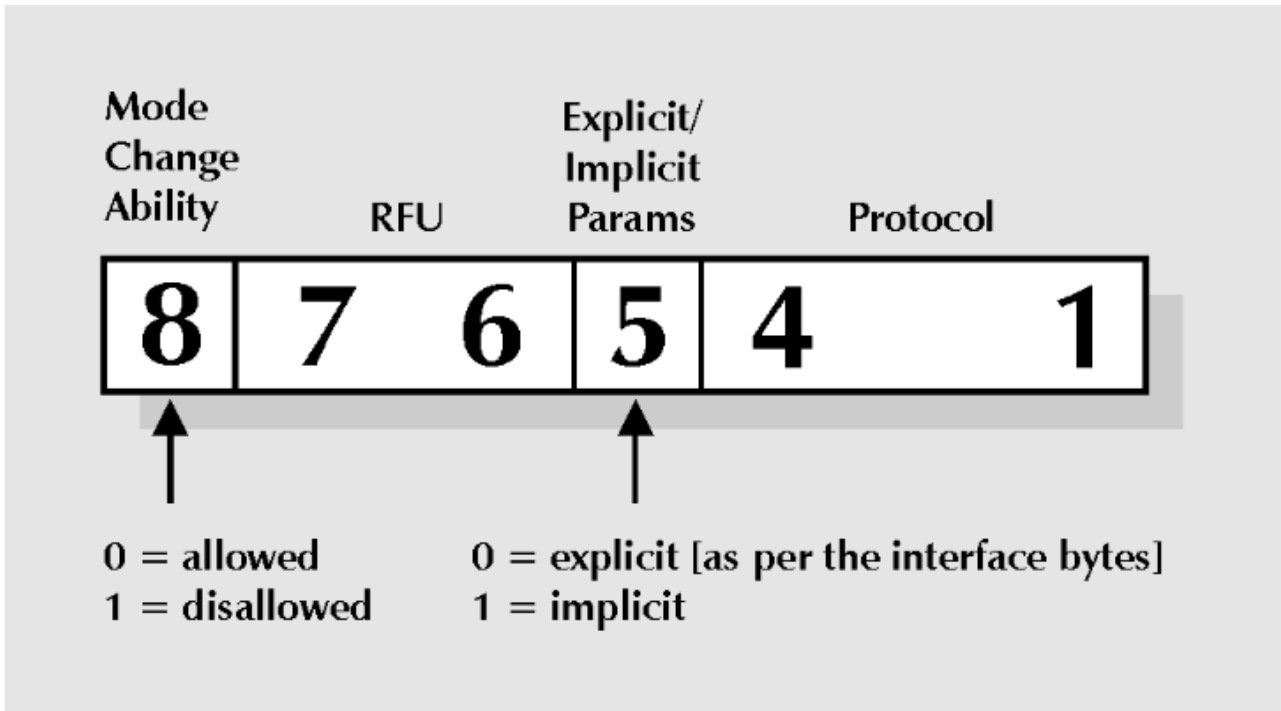 Mode
Change
Ability
RFU
Explicit/
Implicit
Params
Protocol
8 7 6 5 4 1
0 = allowed
1 = disallowed
0 = explicit [as per the interface bytes]
1 = implicit